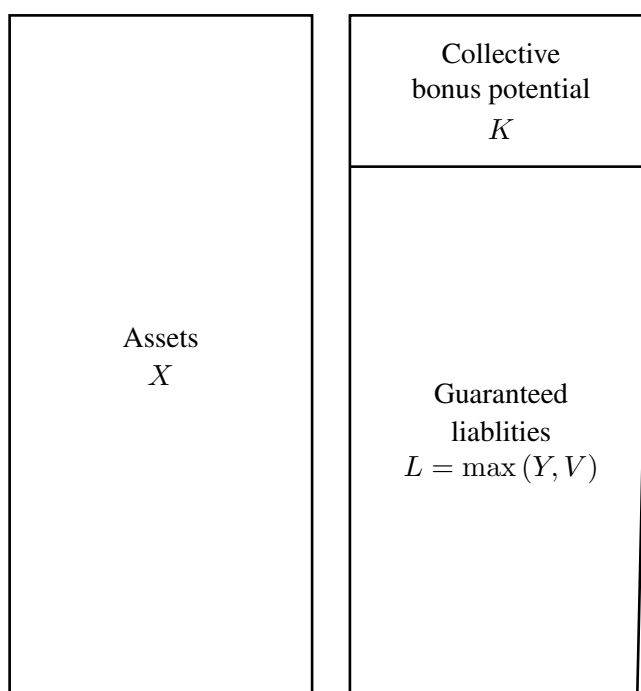 Collective
bonus potential
K
Assets
X
Guaranteed
liablities
L = max (Y, V)